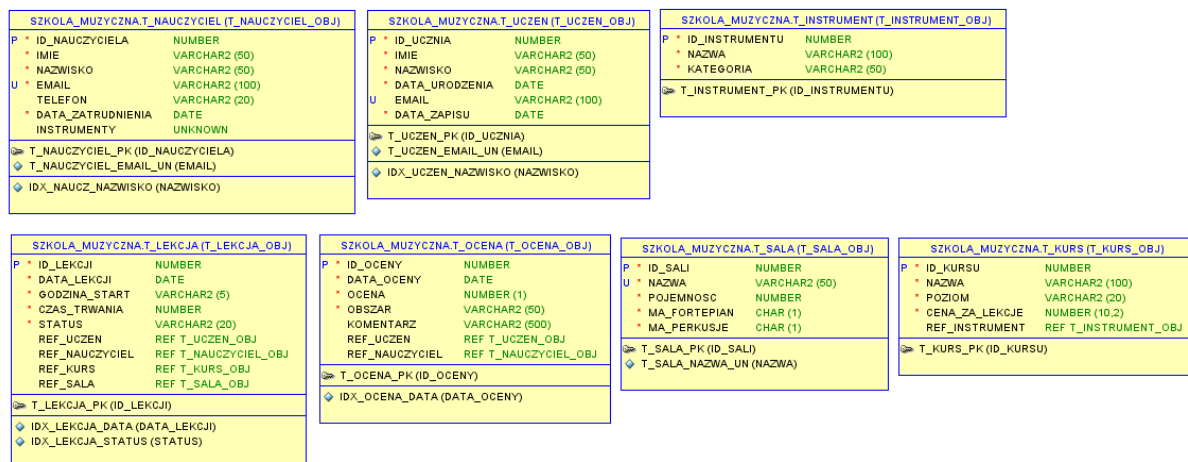 SZKOLA_MUZYCZNA.T_NAUCZYCIEL (T_NAUCZYCIEL_OBJ)
P * ID_NAUCZYCIELA NUMBER
* IMIE VARCHAR2 (50)
* NAZWISKO VARCHAR2 (50)
U * EMAIL VARCHAR2 (100)
TELEFON VARCHAR2 (20)
* DATA_ZATRUDNIENIA DATE
INSTRUMENTY UNKNOWN
T_NAUCZYCIEL_PK (ID_NAUCZYCIELA)
T_NAUCZYCIEL_EMAIL_UN (EMAIL)
IDX_NAUCZ_NAZWISKO (NAZWISKO)
SZKOLA_MUZYCZNA.T_UCZEN (T_UCZEN_OBJ)
P * ID_UCZNIA NUMBER
* IMIE VARCHAR2 (50)
* NAZWISKO VARCHAR2 (50)
* DATA_URODZENIA DATE
U EMAIL VARCHAR2 (100)
* DATA_ZAPISU DATE
T_UCZEN_PK (ID_UCZNIA)
T_UCZEN_EMAIL_UN (EMAIL)
IDX_UCZEN_NAZWISKO (NAZWISKO)
SZKOLA_MUZYCZNA.T_INSTRUMENT (T_INSTRUMENT_OBJ)
P * ID_INSTRUMENTU NUMBER
* NAZWA VARCHAR2 (100)
* KATEGORIA VARCHAR2 (50)
T_INSTRUMENT_PK (ID_INSTRUMENTU)
SZKOLA_MUZYCZNA.T_LEKCJA (T_LEKCJA_OBJ)
P * ID_LEKCJI NUMBER
* DATA_LEKCJI DATE
* GODZINA_START VARCHAR2 (5)
* CZAS_TRWANIA NUMBER
* STATUS VARCHAR2 (20)
REF_UCZEN REF T_UCZEN_OBJ
REF_NAUCZYCIEL REF T_NAUCZYCIEL_OBJ
REF_KURS REF T_KURS_OBJ
REF_SALA REF T_SALA_OBJ
T_LEKCJA_PK (ID_LEKCJI)
IDX_LEKCJA_DATA (DATA_LEKCJI)
IDX_LEKCJA_STATUS (STATUS)
SZKOLA_MUZYCZNA.T_OCENA (T_OCENA_OBJ)
P * ID_OCENY NUMBER
* DATA_OCENY DATE
* OCENA NUMBER (1)
* OBSZAR VARCHAR2 (50)
KOMENTARZ VARCHAR2 (500)
REF_UCZEN REF T_UCZEN_OBJ
REF_NAUCZYCIEL REF T_NAUCZYCIEL_OBJ
T_OCENA_PK (ID_OCENY)
IDX_OCENA_DATA (DATA_OCENY)
SZKOLA_MUZYCZNA.T_SALA (T_SALA_OBJ)
P * ID_SALI NUMBER
U * NAZWA VARCHAR2 (50)
* POJEMNOSC NUMBER
* MA_FORTEPIAN CHAR (1)
* MA_PERKUSJE CHAR (1)
T_SALA_PK (ID_SALI)
T_SALA_NAZWA_UN (NAZWA)
SZKOLA_MUZYCZNA.T_KURS (T_KURS_OBJ)
P * ID_KURSU NUMBER
* NAZWA VARCHAR2 (100)
* POZIOM VARCHAR2 (20)
* CENA_ZA_LEKCJE NUMBER (10,2)
REF_INSTRUMENT REF T_INSTRUMENT_OBJ
T_KURS_PK (ID_KURSU)